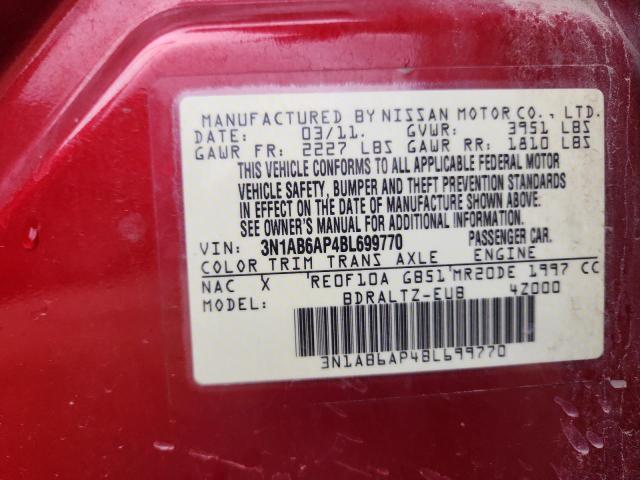 MANUFACTURED BY NISSAN MOTOR CO., LTD.
DATE: 03/11. GVWR: 3951 LBS
GAWR FR: 2227 LBS GAWR RR: 1810 LBS
THIS VEHICLE CONFORMS TO ALL APPLICABLE FEDERAL MOTOR
VEHICLE SAFETY, BUMPER AND THEFT PREVENTION STANDARDS
IN EFFECT ON THE DATE OF MANUFACTURE SHOWN ABOVE.
SEE OWNER'S MANUAL FOR ADDITIONAL INFORMATION.
VIN: 3N1AB6AP4BL699770 PASSENGER CAR.
COLOR TRIM TRANS AXLE ENGINE
NAC X RE0F10A GB51 MR20DE 1997 CC
MODEL: BDRALTZ-EUB 4Z000
3N1AB6AP4BL699770